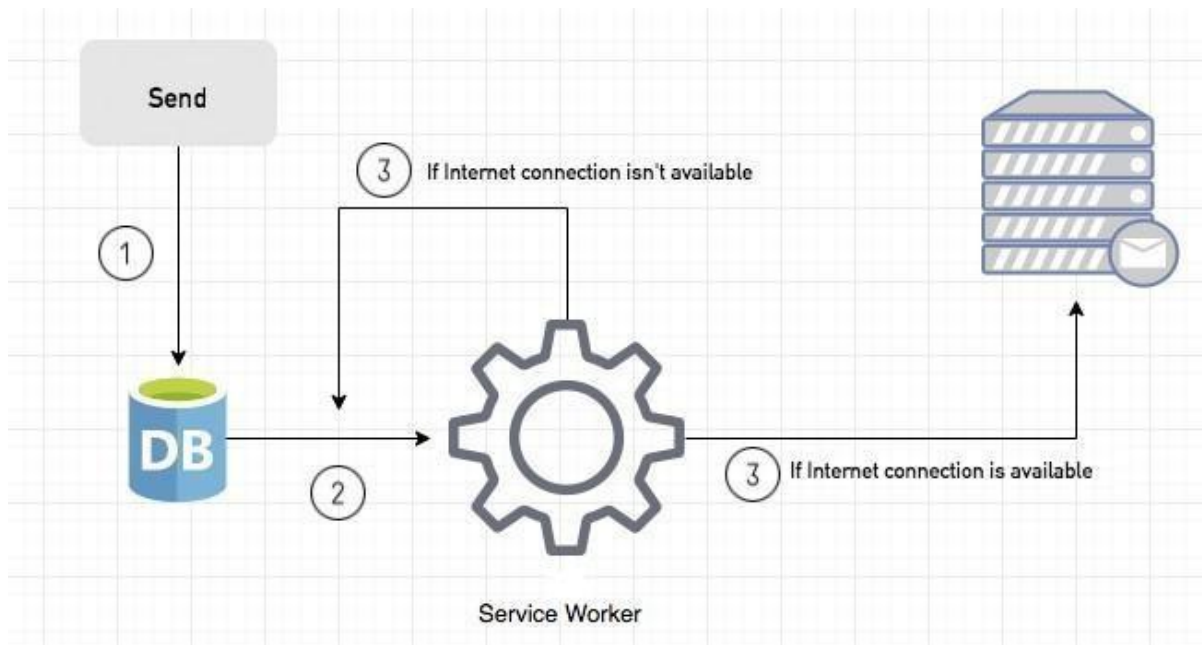 Send
3 If Internet connection isn't available
1
DB
2
3 If Internet connection is available
Service Worker